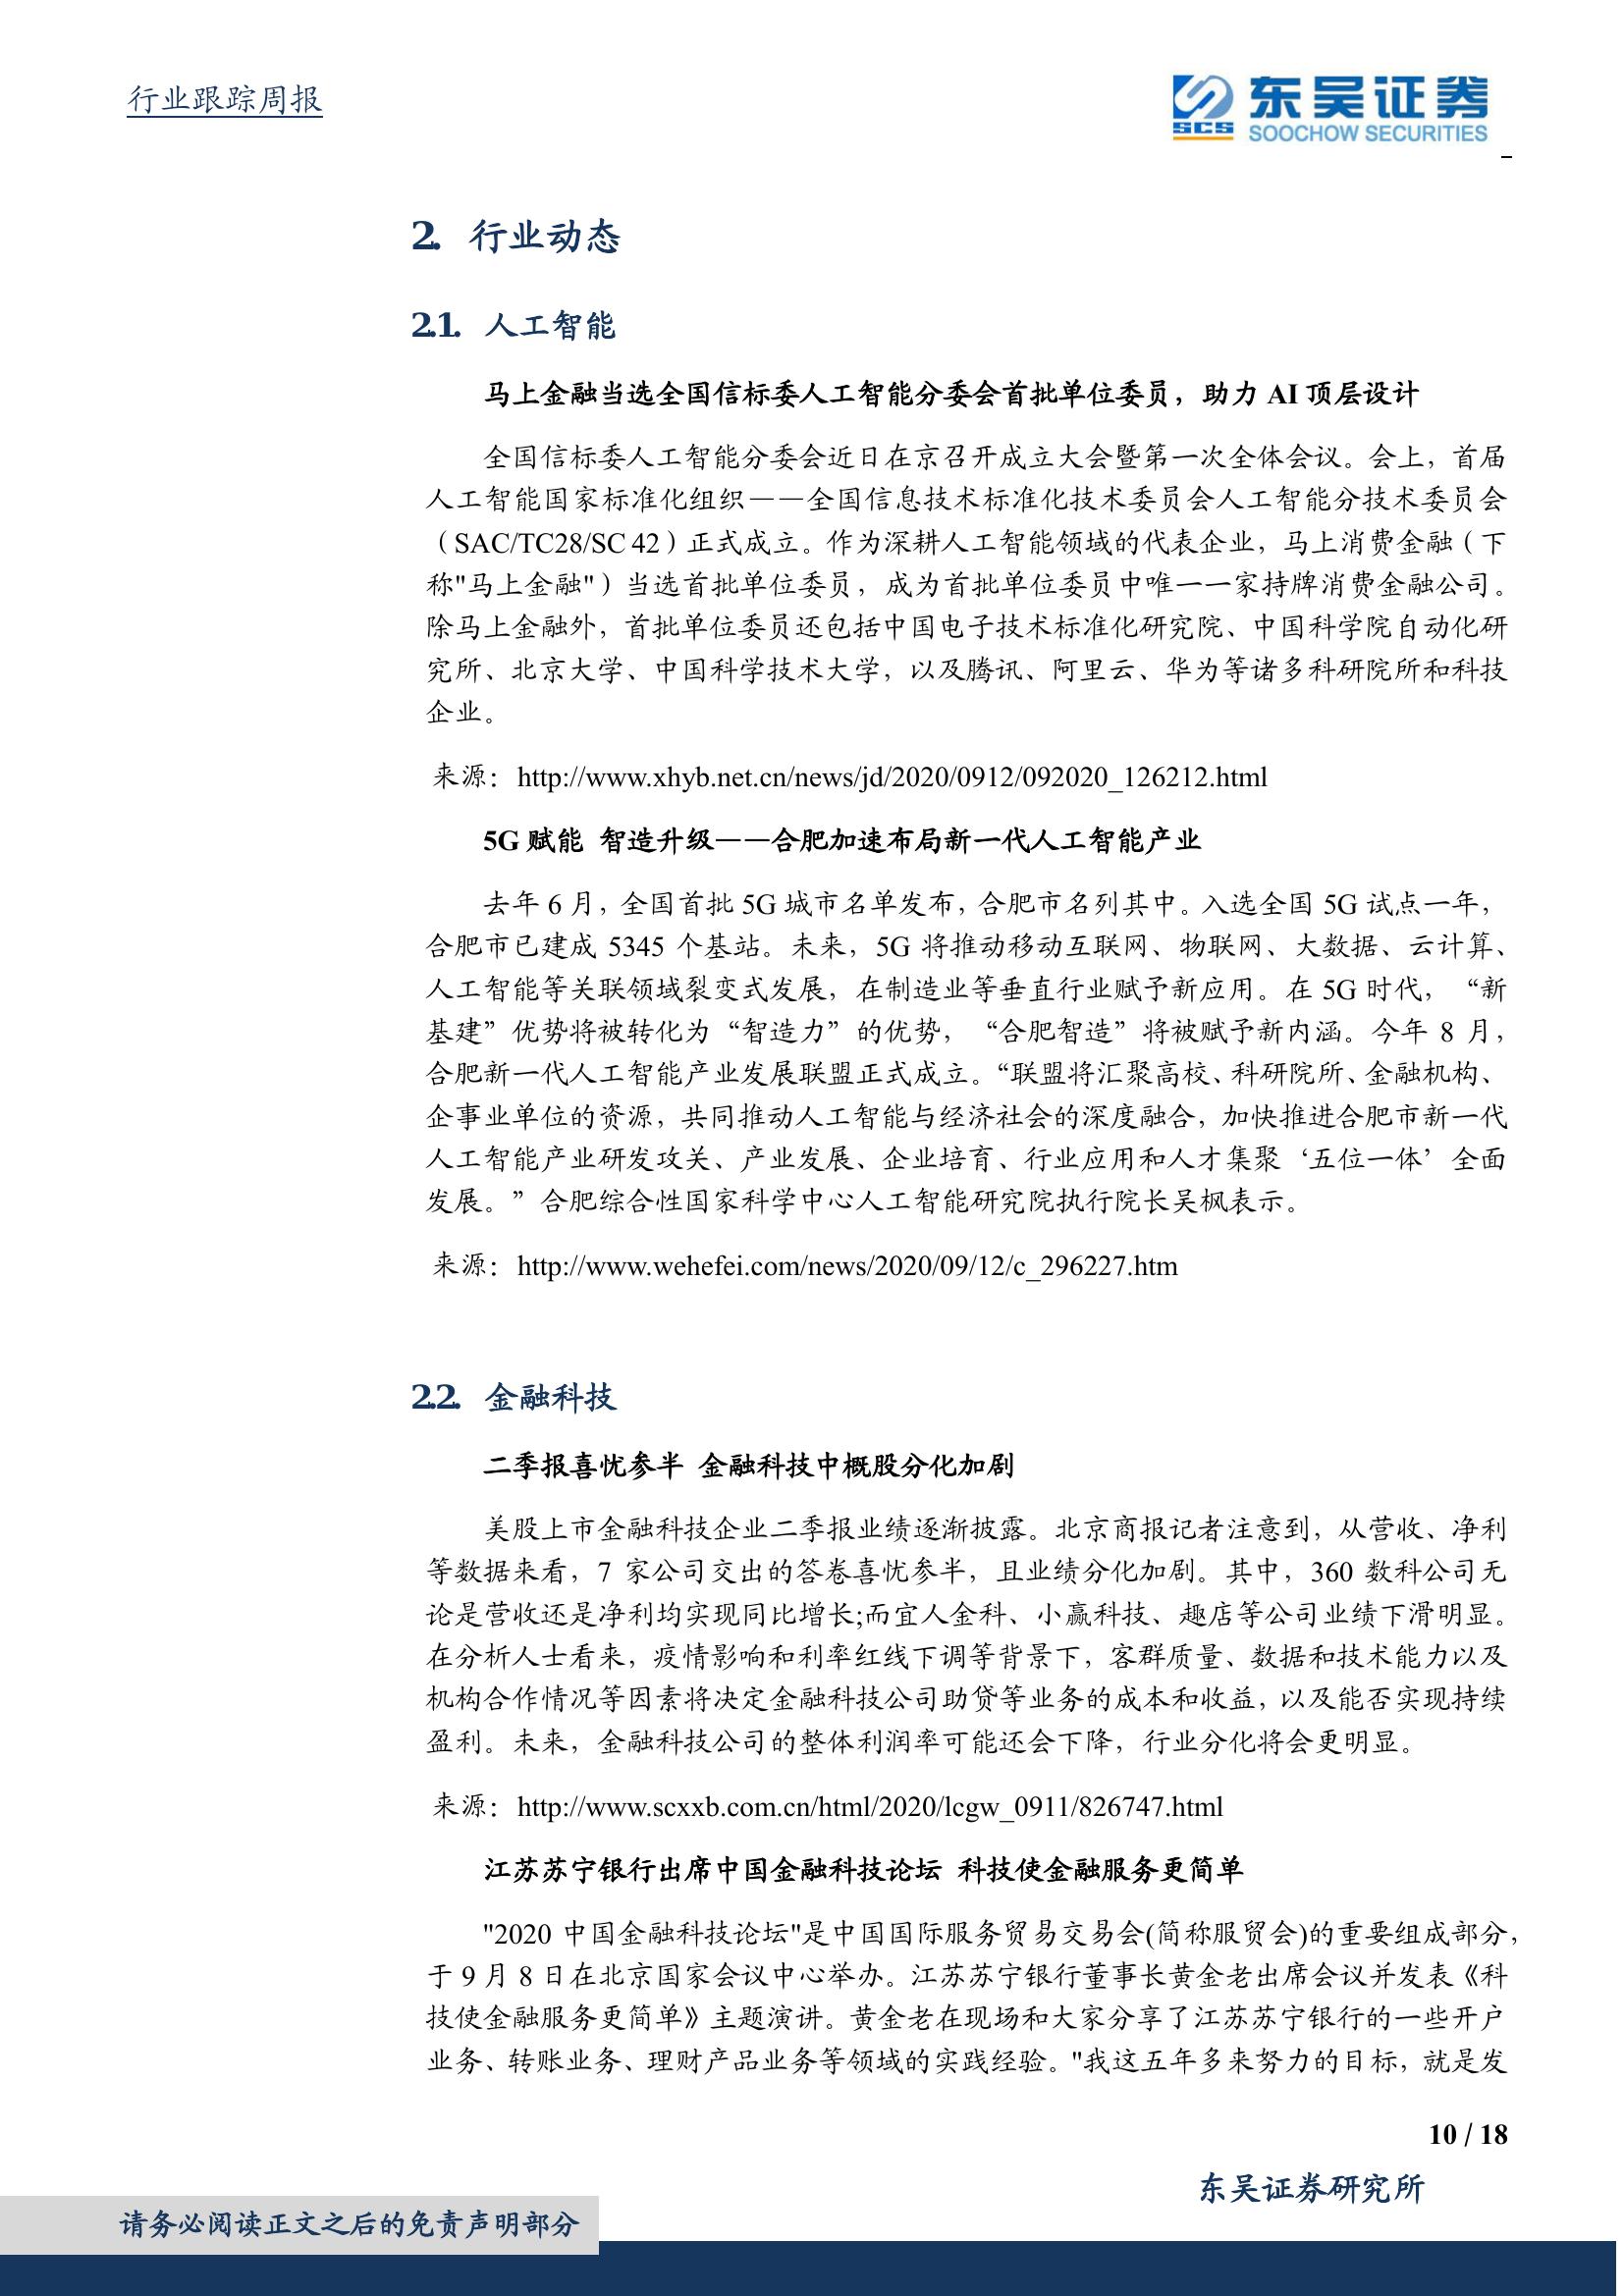 行业跟踪周报
SCS
东吴证券
SOOCHOW SECURITIES
2. 行业动态
2.1. 人工智能
马上金融当选全国信标委人工智能分委会首批单位委员，助力 AI 顶层设计
全国信标委人工智能分委会近日在京召开成立大会暨第一次全体会议。会上，首届
人工智能国家标准化组织——全国信息技术标准化技术委员会人工智能分技术委员会
（SAC/TC28/SC 42）正式成立。作为深耕人工智能领域的代表企业，马上消费金融（下
称"马上金融"）当选首批单位委员，成为首批单位委员中唯一一家持牌消费金融公司。
除马上金融外，首批单位委员还包括中国电子技术标准化研究院、中国科学院自动化研
究所、北京大学、中国科学技术大学，以及腾讯、阿里云、华为等诸多科研院所和科技
企业。
来源：http://www.xhyb.net.cn/news/jd/2020/0912/092020_126212.html
5G 赋能 智造升级——合肥加速布局新一代人工智能产业
去年 6 月，全国首批 5G 城市名单发布，合肥市名列其中。入选全国 5G 试点一年，
合肥市已建成 5345 个基站。未来，5G 将推动移动互联网、物联网、大数据、云计算、
人工智能等关联领域裂变式发展，在制造业等垂直行业赋予新应用。在 5G 时代，“新
基建”优势将被转化为“智造力”的优势，“合肥智造”将被赋予新内涵。今年 8 月，
合肥新一代人工智能产业发展联盟正式成立。“联盟将汇聚高校、科研院所、金融机构、
企事业单位的资源，共同推动人工智能与经济社会的深度融合，加快推进合肥市新一代
人工智能产业研发攻关、产业发展、企业培育、行业应用和人才集聚‘五位一体’全面
发展。”合肥综合性国家科学中心人工智能研究院执行院长吴枫表示。
来源：http://www.wehefei.com/news/2020/09/12/c_296227.htm
2.2. 金融科技
二季报喜忧参半 金融科技中概股分化加剧
美股上市金融科技企业二季报业绩逐渐披露。北京商报记者注意到，从营收、净利
等数据来看，7 家公司交出的答卷喜忧参半，且业绩分化加剧。其中，360 数科公司无
论是营收还是净利均实现同比增长;而宜人金科、小赢科技、趣店等公司业绩下滑明显。
在分析人士看来，疫情影响和利率红线下调等背景下，客群质量、数据和技术能力以及
机构合作情况等因素将决定金融科技公司助贷等业务的成本和收益，以及能否实现持续
盈利。未来，金融科技公司的整体利润率可能还会下降，行业分化将会更明显。
来源：http://www.scxxb.com.cn/html/2020/lcgw_0911/826747.html
江苏苏宁银行出席中国金融科技论坛 科技使金融服务更简单
"2020 中国金融科技论坛"是中国国际服务贸易交易会(简称服贸会)的重要组成部分，
于 9 月 8 日在北京国家会议中心举办。江苏苏宁银行董事长黄金老出席会议并发表《科
技使金融服务更简单》主题演讲。黄金老在现场和大家分享了江苏苏宁银行的一些开户
业务、转账业务、理财产品业务等领域的实践经验。"我这五年多来努力的目标，就是发
10 / 18
东吴证券研究所
请务必阅读正文之后的免责声明部分